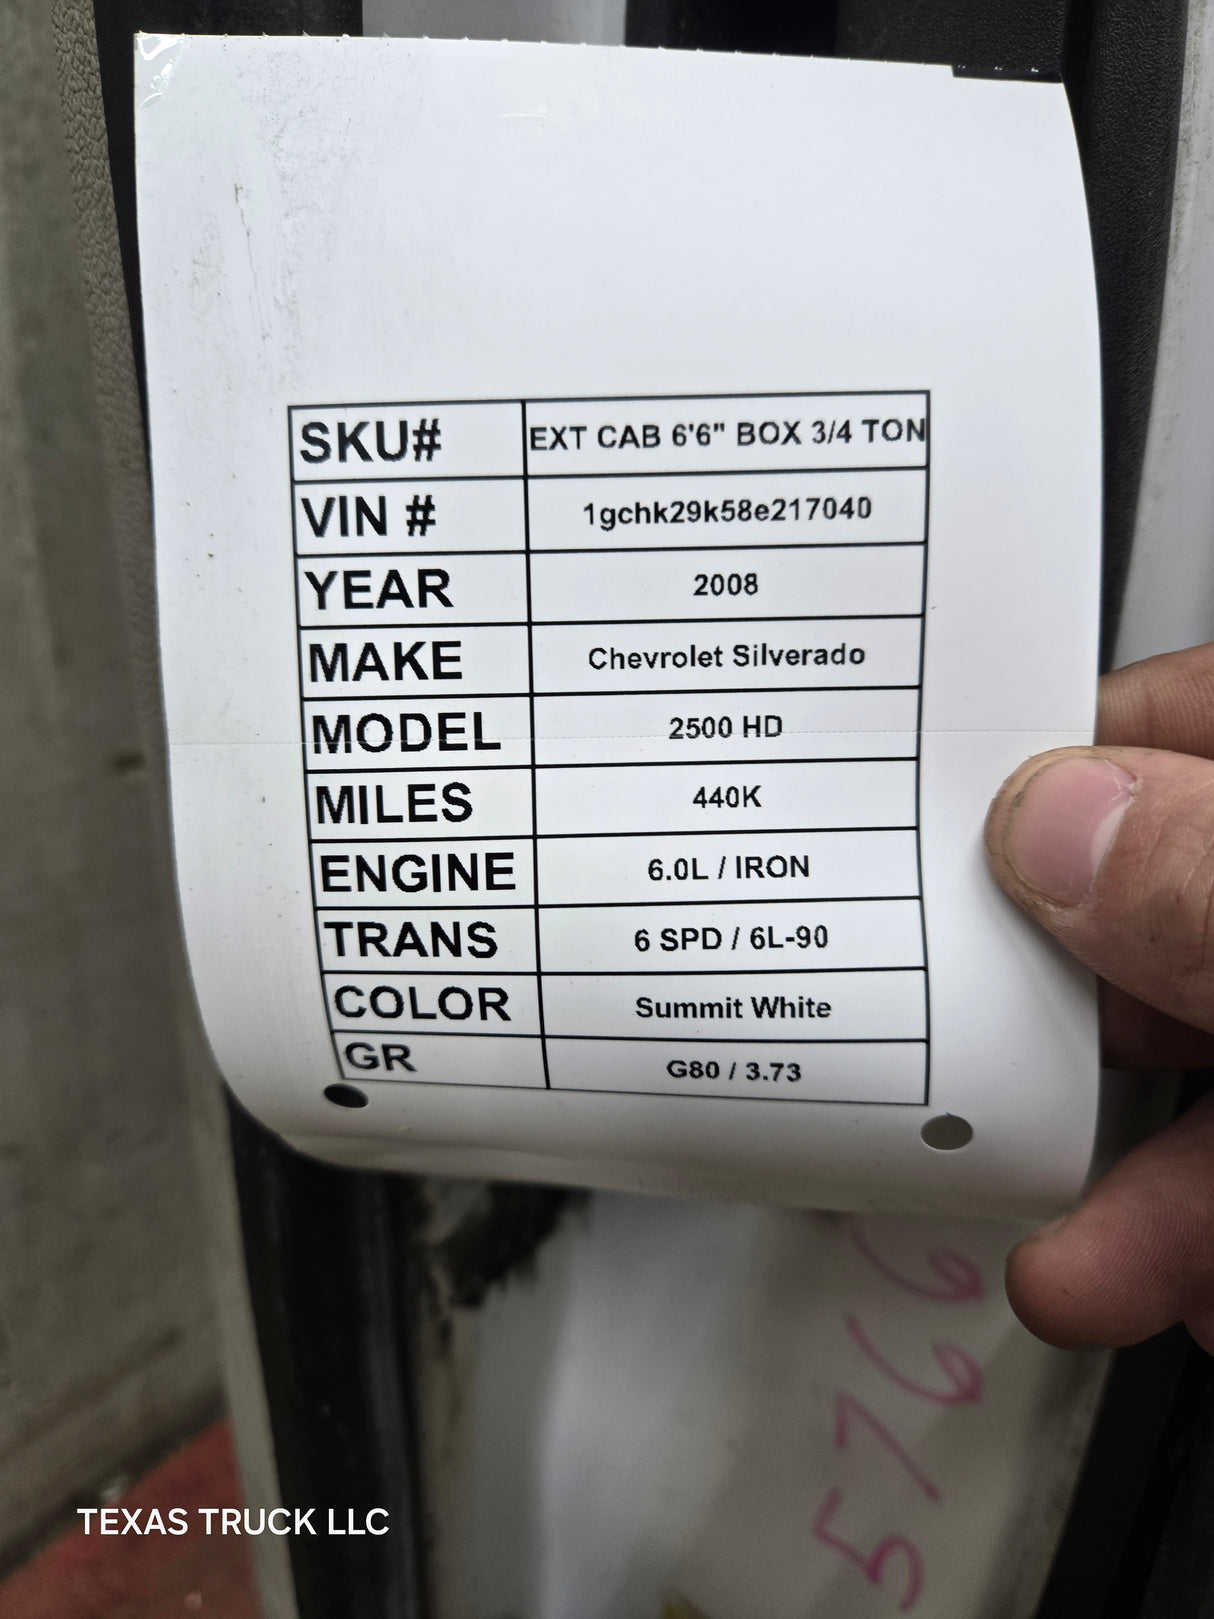 SKU# EXT CAB 6'6" BOX 3/4 TON
VIN # 1gchk29k58e217040
YEAR 2008
MAKE Chevrolet Silverado
MODEL 2500 HD
MILES 440K
ENGINE 6.0L / IRON
TRANS 6 SPD / 6L-90
COLOR Summit White
GR G80 / 3.73
5766
TEXAS TRUCK LLC